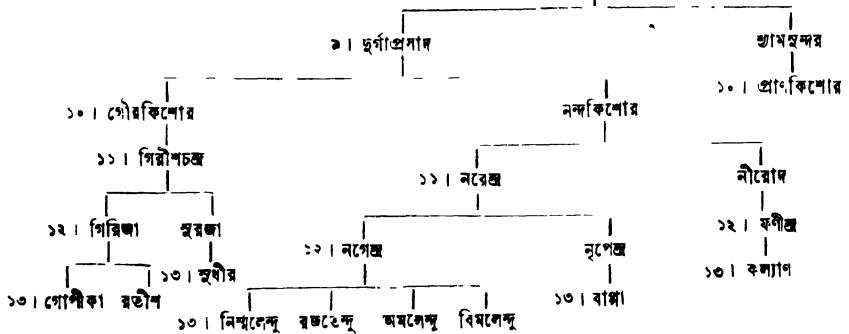 ৯। দুর্গাপ্রসাদ শ্যামসুন্দর
১০। গৌরকিশোর নন্দকিশোর ১০। প্রাণকিশোর
১১। গিরীশচন্দ্র
১১। নরেন্দ্র নীরোদ
১২। গিরিজা সুরজা ১২। নগেন্দ্র নৃপেন্দ্র ১২। ফণীন্দ্র
১৩। গোপীকা রতীশ ১৩। সুধীর ১৩। কল্যাণ
১৩। নির্মলেন্দু রজতেন্দু অমলেন্দু বিমলেন্দু ১৩। বাপ্পা